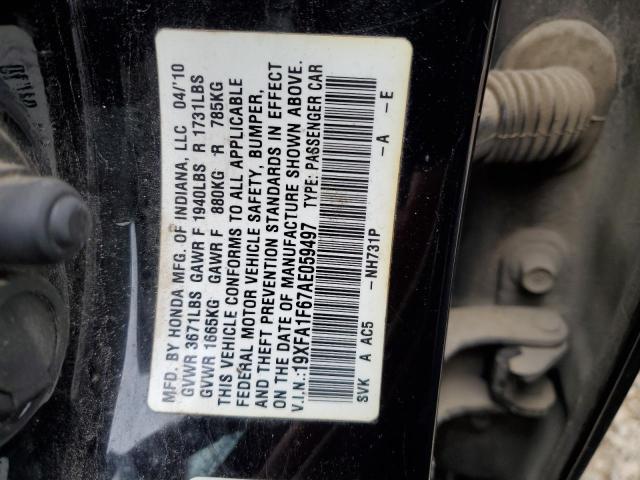 MFD. BY HONDA MFG. OF INDIANA, LLC 04/10
GVWR 3671LBS GAWR F 1940LBS R 1731LBS
GVWR 1665KG GAWR F 880KG R 785KG
THIS VEHICLE CONFORMS TO ALL APPLICABLE
FEDERAL MOTOR VEHICLE SAFETY, BUMPER,
AND THEFT PREVENTION STANDARDS IN EFFECT
ON THE DATE OF MANUFACTURE SHOWN ABOVE.
V.I.N.:19XFA1F67AE059497 TYPE: PASSENGER CAR
-NH731P -A -E
SVK A AC5